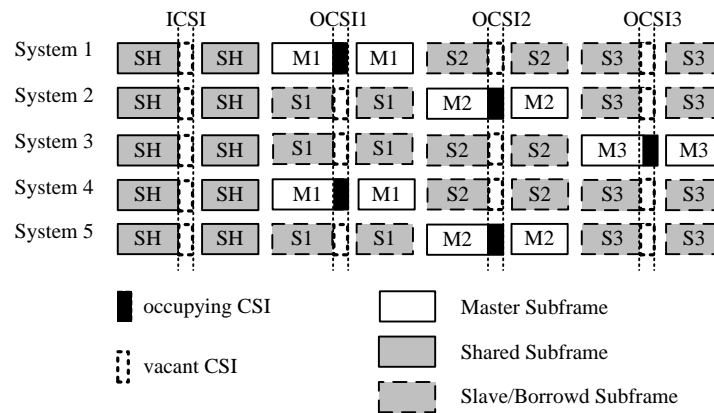 ICSI OCSI1 OCSI2 OCSI3
System 1 SH SH M1 M1 S2 S2 S3 S3
System 2 SH SH S1 S1 M2 M2 S3 S3
System 3 SH SH S1 S1 S2 S2 M3 M3
System 4 SH SH M1 M1 S2 S2 S3 S3
System 5 SH SH S1 S1 M2 M2 S3 S3
occupying CSI Master Subframe
vacant CSI Shared Subframe
Slave/Borrowd Subframe